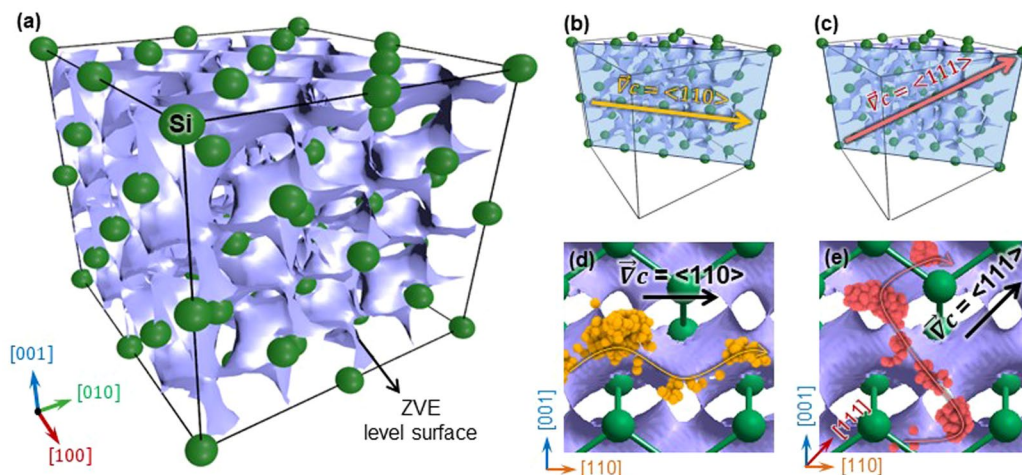 (a)
Si
ZVE
level surface
[001]
[010]
[100]
(b)
∇⃗c = <110>
(c)
∇⃗c = <111>
(d)
∇⃗c = <110>
[001]
[110]
(e)
∇⃗c = <111>
[001]
[111]
[110]